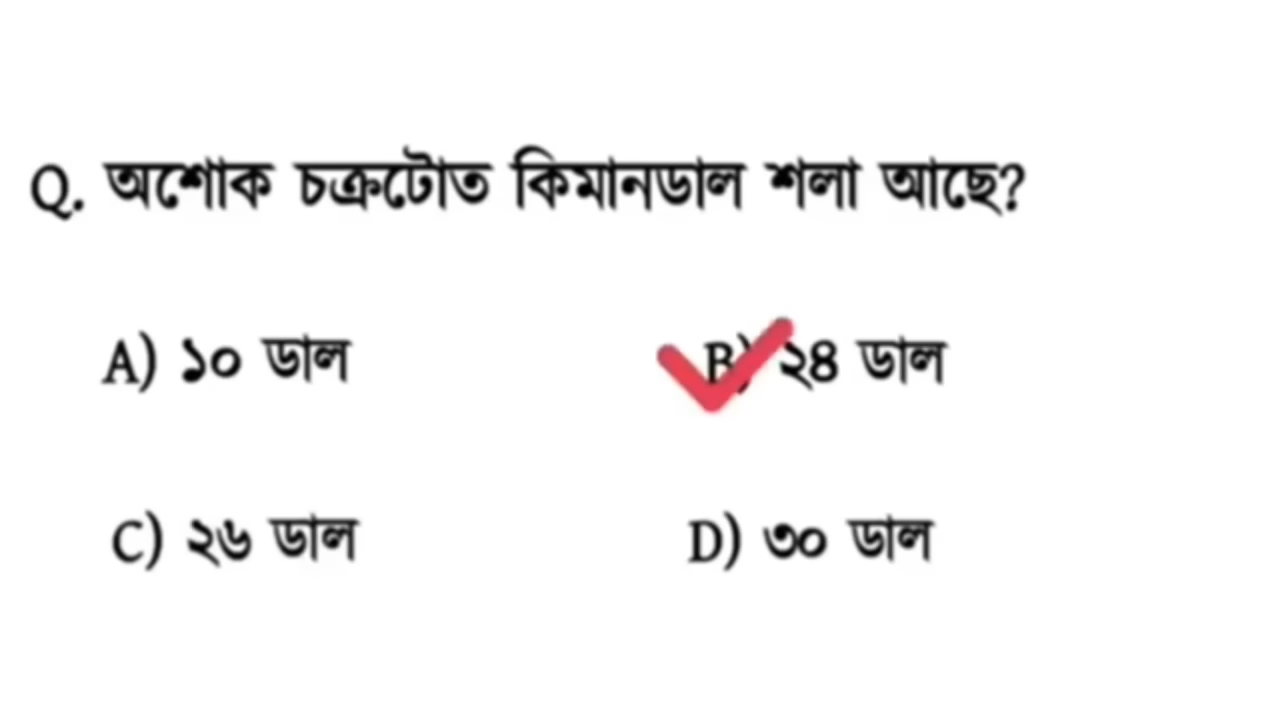 Q. অশোক চক্ৰটোত কিমানডাল শলা আছে?
A) ১০ ডাল B) ২৪ ডাল
C) ২৬ ডাল D) ৩০ ডাল